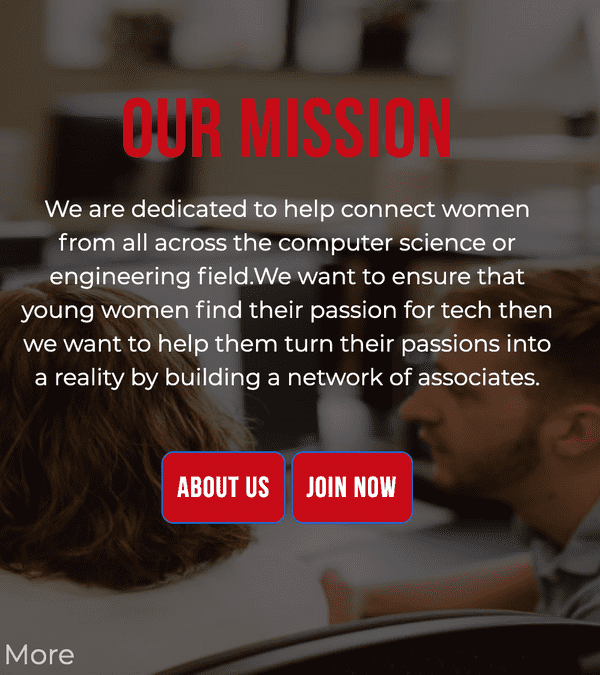 OUR MISSION
We are dedicated to help connect women
from all across the computer science or
engineering field.We want to ensure that
young women find their passion for tech then
we want to help them turn their passions into
a reality by building a network of associates.
ABOUT US
JOIN NOW
More